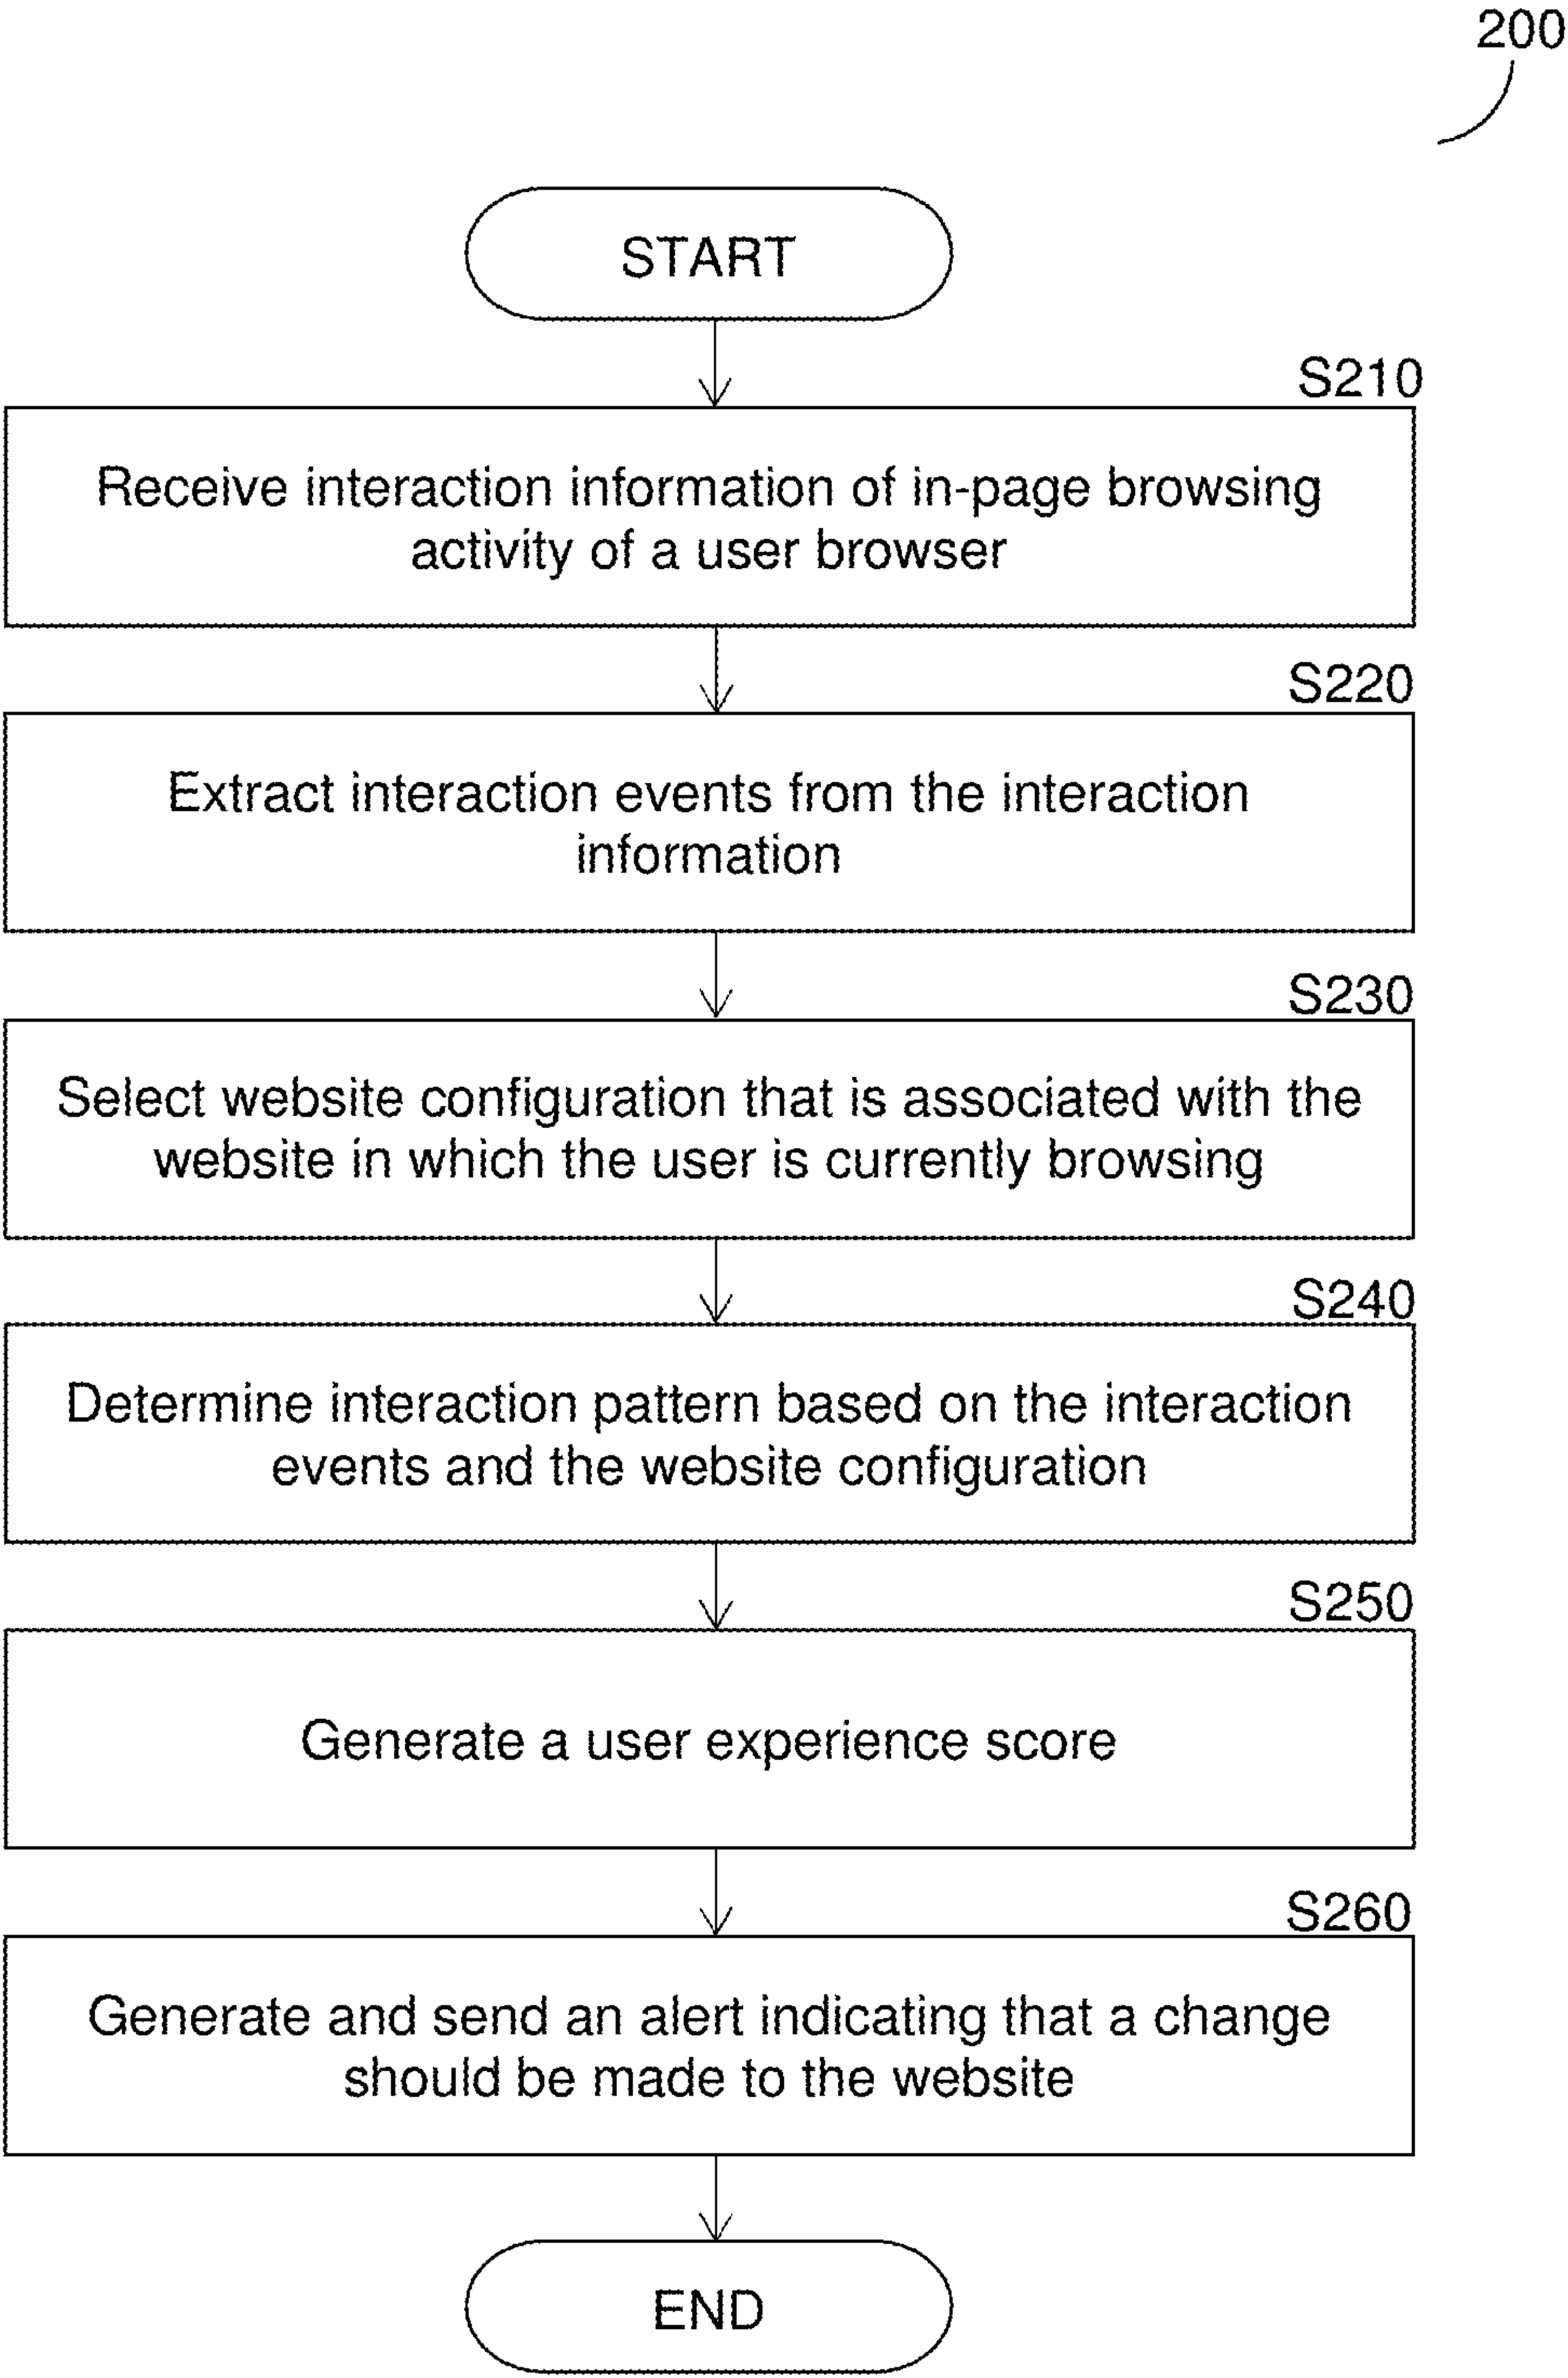 200
START
S210
Receive interaction information of in-page browsing
activity of a user browser
S220
Extract interaction events from the interaction
information
S230
Select website configuration that is associated with the
website in which the user is currently browsing
S240
Determine interaction pattern based on the interaction
events and the website configuration
S250
Generate a user experience score
S260
Generate and send an alert indicating that a change
should be made to the website
END